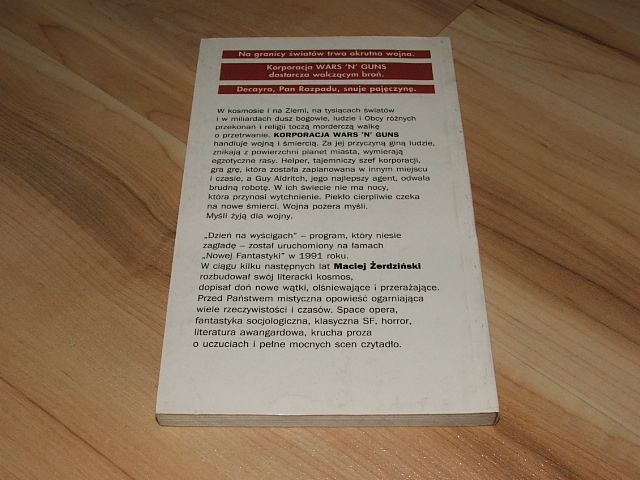 Na granicy światów trwa okrutna wojna.
Korporacja WARS 'N' GUNS
dostarcza walczącym broń.
Decayra, Pan Razpadu, snuje pajęczynę.
W kosmosie i na Ziemi, na tysiącach światów
i w miliardach dusz bogowie, ludzie i Obcy różnych
przekonań i religii toczą morderczą walkę
o przetrwanie. KORPORACJA WARS 'N' GUNS
handluje wojną i śmiercią. Za jej przyczyną giną ludzie,
znikają z powierzchni planet miasta, wymierają
egzotyczne rasy. Helper, tajemniczy szef korporacji,
gra grę, która została zaplanowana w innym miejscu
i czasie, a Guy Aldritch, jego najlepszy agent, odwala
brudną robotę. W ich świecie nie ma nocy,
która przynosi wytchnienie. Piekło cierpliwie czeka
na nowe śmierci. Wojna pożera myśli.
Myśli żyją dla wojny.
„Dzień na wyścigach” – program, który niesie
zagładę – został uruchomiony na łamach
„Nowej Fantastyki” w 1991 roku.
W ciągu kilku następnych lat Maciej Żerdziński
rozbudował swój literacki kosmos,
dopisał doń nowe wątki, olśniewające i przerażające.
Przed Państwem mistyczna opowieść ogarniająca
wiele rzeczywistości i czasów. Space opera,
fantastyka socjologiczna, klasyczna SF, horror,
literatura awangardowa, krucha proza
o uczuciach i pełne mocnych scen czytadło.